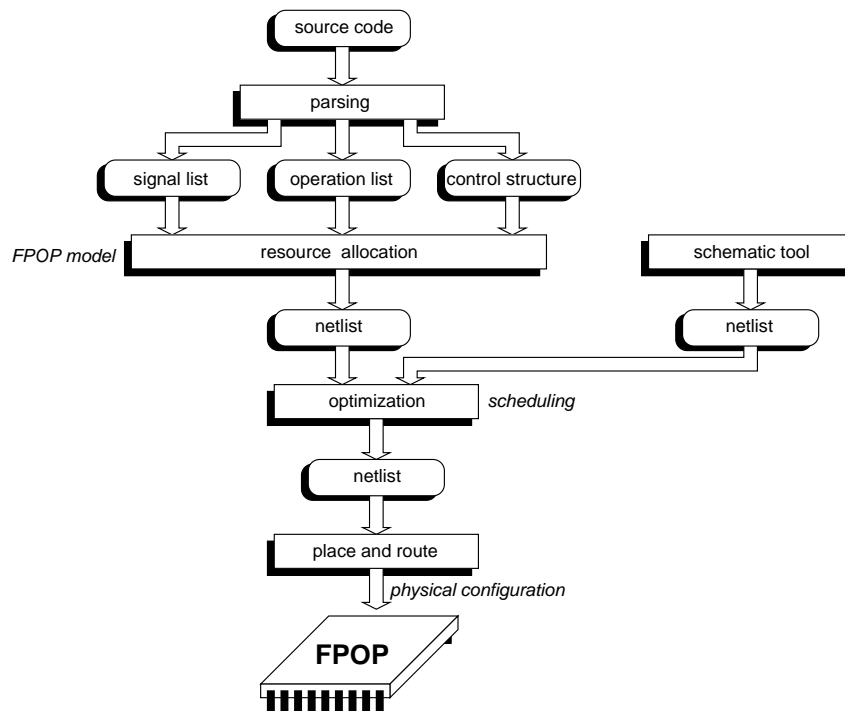 source code
parsing
signal list
operation list
control structure
FPOP model
resource allocation
schematic tool
netlist
netlist
optimization
scheduling
netlist
place and route
physical configuration
FPOP